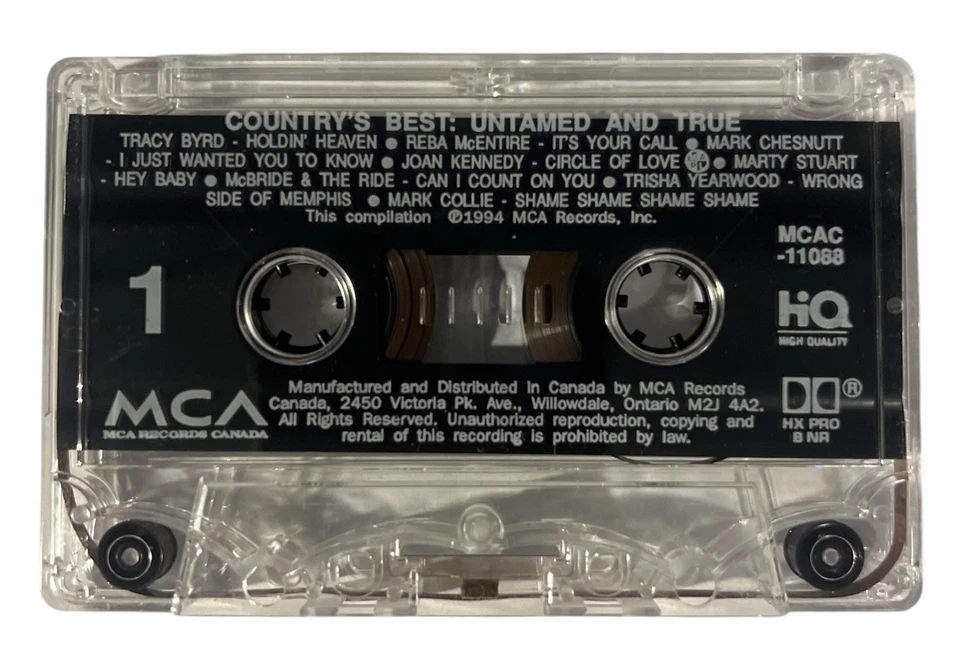 COUNTRY'S BEST: UNTAMED AND TRUE
TRACY BYRD - HOLDIN' HEAVEN ● REBA McENTIRE - IT'S YOUR CALL ● MARK CHESNUTT
- I JUST WANTED YOU TO KNOW ● JOAN KENNEDY - CIRCLE OF LOVE ● MARTY STUART
- HEY BABY ● McBRIDE & THE RIDE - CAN I COUNT ON YOU ● TRISHA YEARWOOD - WRONG
SIDE OF MEMPHIS ● MARK COLLIE - SHAME SHAME SHAME SHAME
This compilation ℗1994 MCA Records, Inc.
MCAC
-11088
1
HiQ
HIGH QUALITY
MCA
MCA RECORDS CANADA
Manufactured and Distributed in Canada by MCA Records
Canada, 2450 Victoria Pk. Ave., Willowdale, Ontario M2J 4A2.
All Rights Reserved. Unauthorized reproduction, copying and
rental of this recording is prohibited by law.
®
HX PRO
B NR